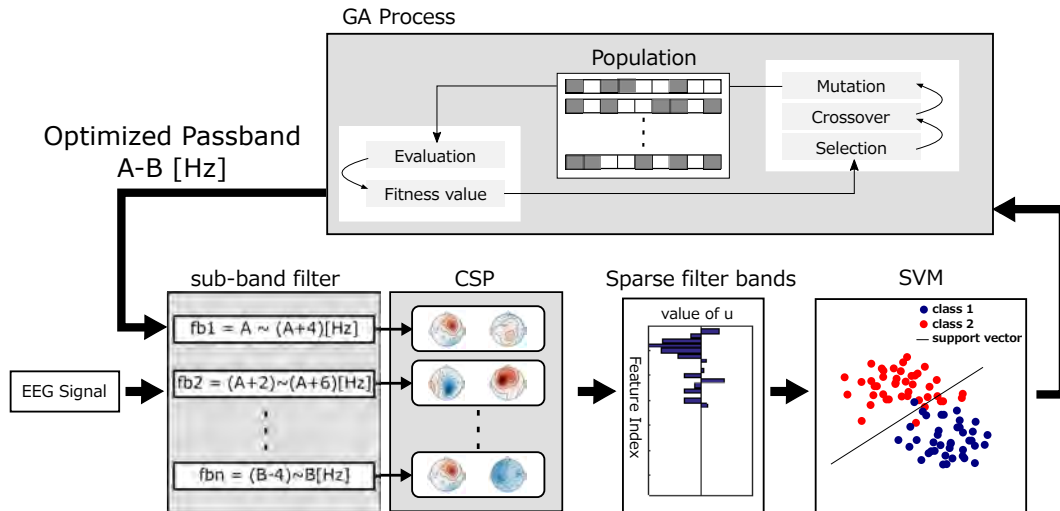 GA Process
Population
Mutation
Crossover
Selection
Evaluation
Fitness value
Optimized Passband
A-B [Hz]
sub-band filter
CSP
Sparse filter bands
SVM
EEG Signal
fb1 = A ~ (A+4)[Hz]
fb2 = (A+2)~(A+6)[Hz]
fbn = (B-4)~B[Hz]
value of u
Feature Index
class 1
class 2
support vector